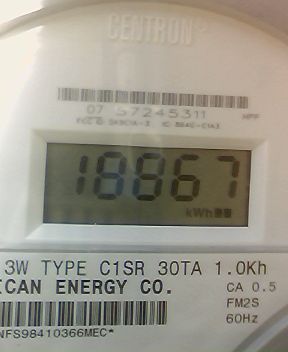 CENTRON
07 57245311
18867
kWh
3W TYPE C1SR 30TA 1.0Kh
ICAN ENERGY CO.
CA 0.5
FM2S
60Hz
NFS98410366MEC*